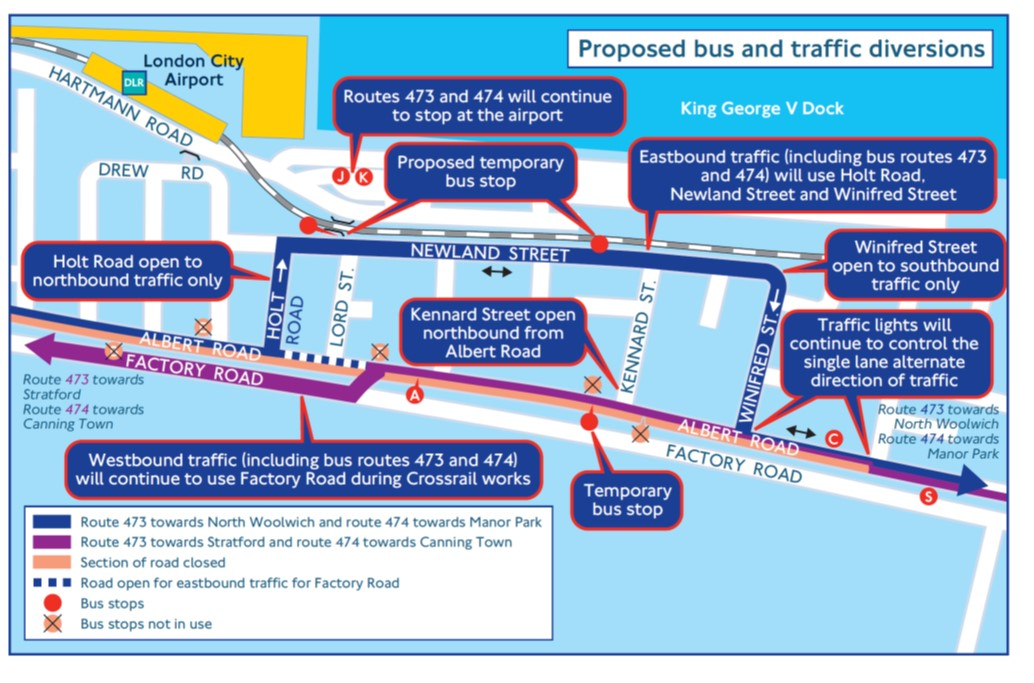 Proposed bus and traffic diversions
London City
Airport
DLR
HARTMANN ROAD
King George V Dock
Routes 473 and 474 will continue
to stop at the airport
J K
Proposed temporary
bus stop
Eastbound traffic (including bus routes 473
and 474) will use Holt Road,
Newland Street and Winifred Street
DREW RD
Holt Road open to
northbound traffic only
NEWLAND STREET
Winifred Street
open to southbound
traffic only
HOLT
ROAD
LORD ST.
Kennard Street open
northbound from
Albert Road
KENNARD ST.
WINIFRED ST.
Traffic lights will
continue to control the
single lane alternate
direction of traffic
ALBERT ROAD
FACTORY ROAD
Route 473 towards
Stratford
Route 474 towards
Canning Town
A
ALBERT ROAD
FACTORY ROAD
C
Route 473 towards
North Woolwich
Route 474 towards
Manor Park
S
Westbound traffic (including bus routes 473 and 474)
will continue to use Factory Road during Crossrail works
Temporary
bus stop
Route 473 towards North Woolwich and route 474 towards Manor Park
Route 473 towards Stratford and route 474 towards Canning Town
Section of road closed
Road open for eastbound traffic for Factory Road
Bus stops
Bus stops not in use